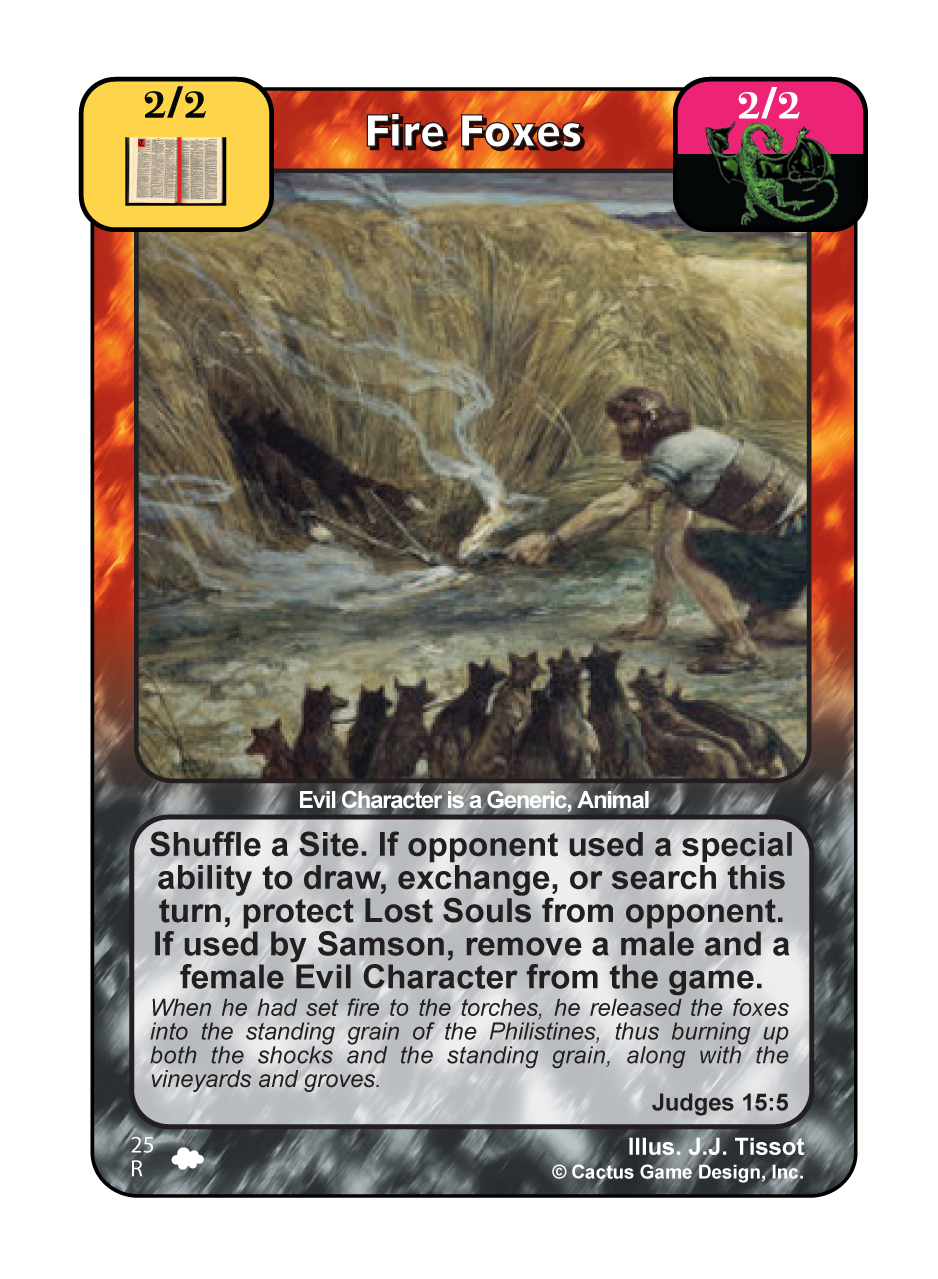 2/2
Fire Foxes
2/2
Evil Character is a Generic, Animal
Shuffle a Site. If opponent used a special
ability to draw, exchange, or search this
turn, protect Lost Souls from opponent.
If used by Samson, remove a male and a
female Evil Character from the game.
When he had set fire to the torches, he released the foxes
into the standing grain of the Philistines, thus burning up
both the shocks and the standing grain, along with the
vineyards and groves.
Judges 15:5
25
R
Illus. J.J. Tissot
© Cactus Game Design, Inc.